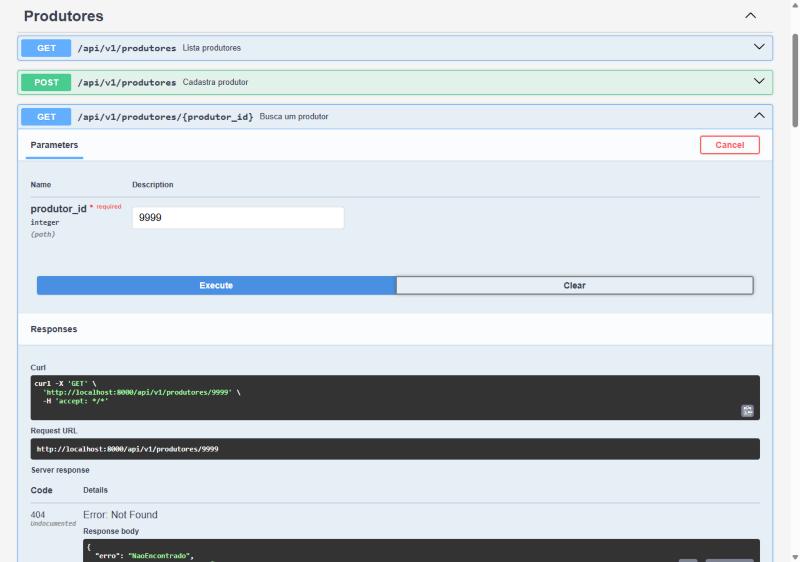 Produtores
GET /api/v1/produtores Lista produtores
POST /api/v1/produtores Cadastra produtor
GET /api/v1/produtores/{produtor_id} Busca um produtor
Parameters
Cancel
Name Description
produtor_id * required
integer
(path)
9999
Execute Clear
Responses
Curl
curl -X 'GET' \
'http://localhost:8000/api/v1/produtores/9999' \
-H 'accept: */*'
Request URL
http://localhost:8000/api/v1/produtores/9999
Server response
Code Details
404 Error: Not Found
Undocumented
Response body
{
"erro": "NaoEncontrado",